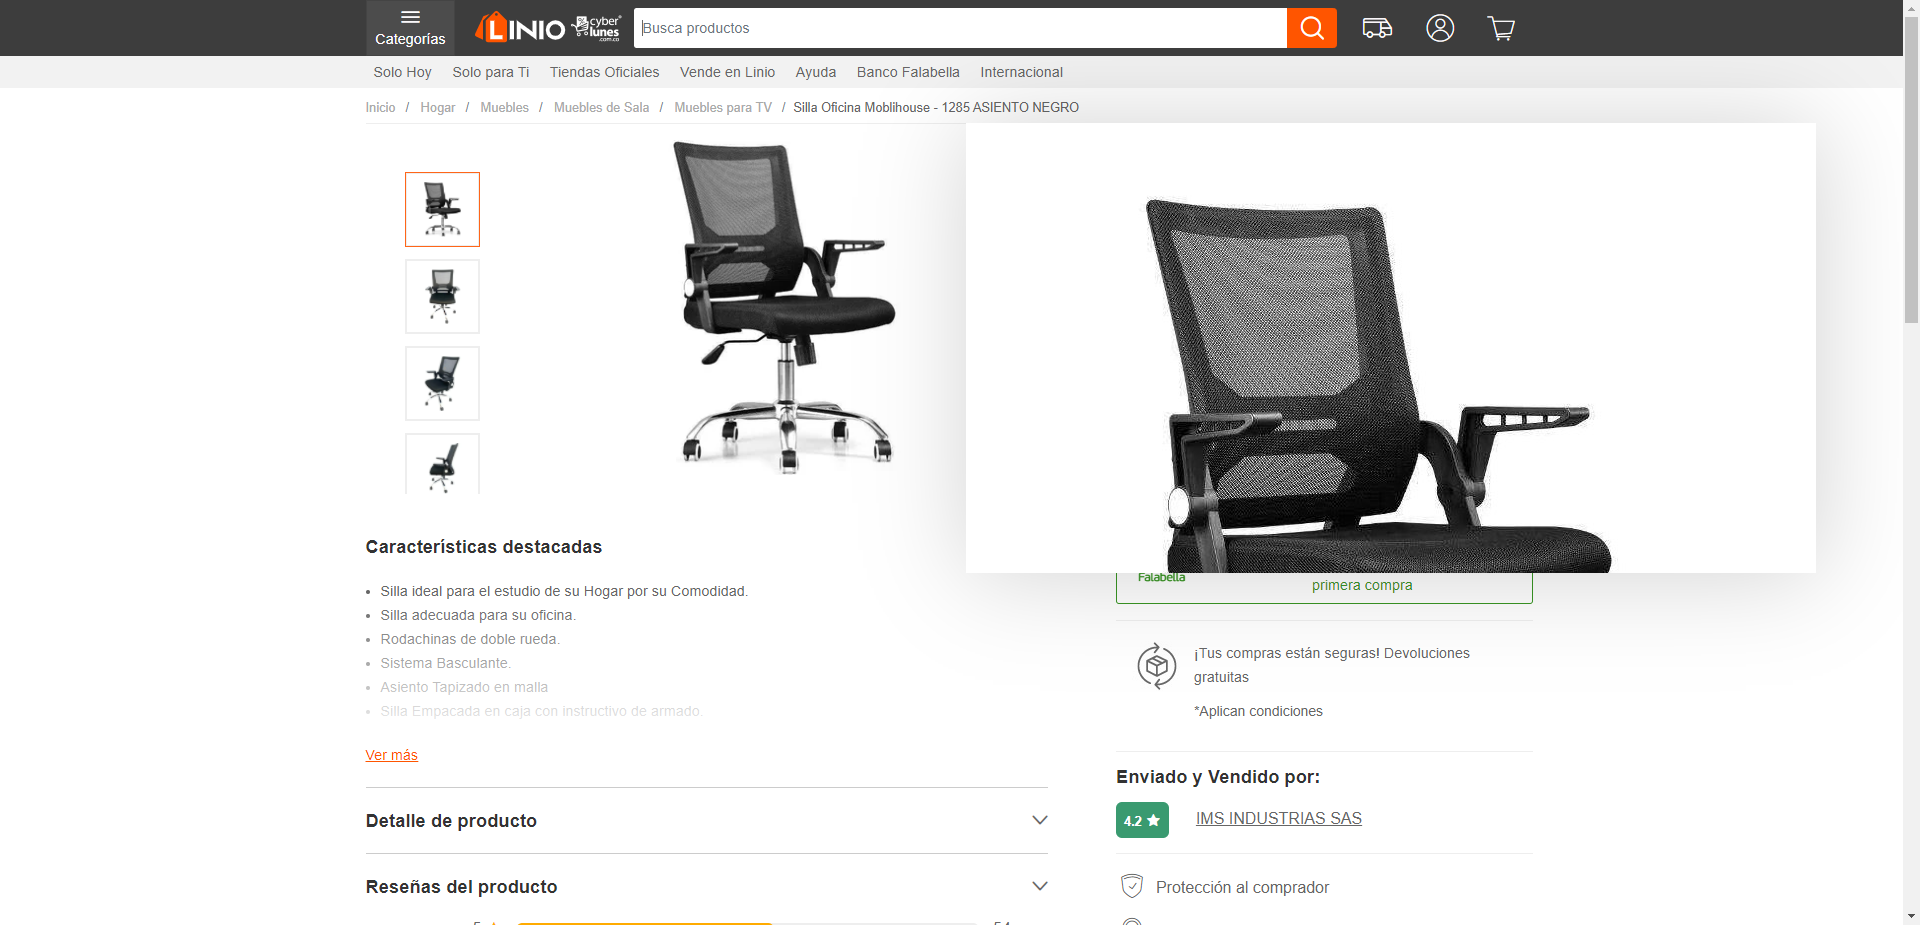 Categorías
LINIO
cyber lunes .com.co
Busca productos
Solo Hoy
Solo para Ti
Tiendas Oficiales
Vende en Linio
Ayuda
Banco Falabella
Internacional
Inicio / Hogar / Muebles / Muebles de Sala / Muebles para TV / Silla Oficina Moblihouse - 1285 ASIENTO NEGRO
Características destacadas
Silla ideal para el estudio de su Hogar por su Comodidad.
Silla adecuada para su oficina.
Rodachinas de doble rueda.
Sistema Basculante.
Asiento Tapizado en malla
Silla Empacada en caja con instructivo de armado.
Ver más
Detalle de producto
Reseñas del producto
Falabella
primera compra
¡Tus compras están seguras! Devoluciones
gratuitas
*Aplican condiciones
Enviado y Vendido por:
4.2
IMS INDUSTRIAS SAS
Protección al comprador